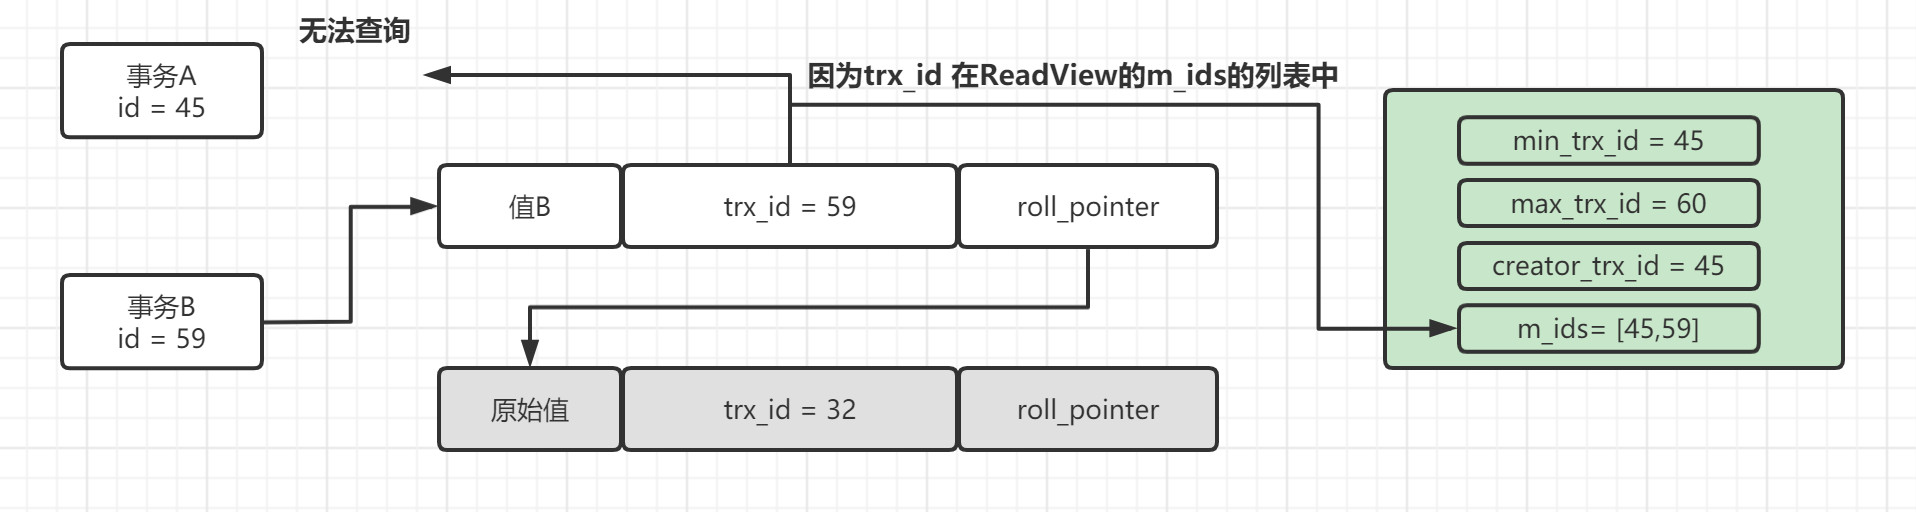 无法查询
事务A
id = 45
因为trx_id 在ReadView的m_ids的列表中
min_trx_id = 45
max_trx_id = 60
creator_trx_id = 45
m_ids= [45,59]
值B
trx_id = 59
roll_pointer
事务B
id = 59
原始值
trx_id = 32
roll_pointer